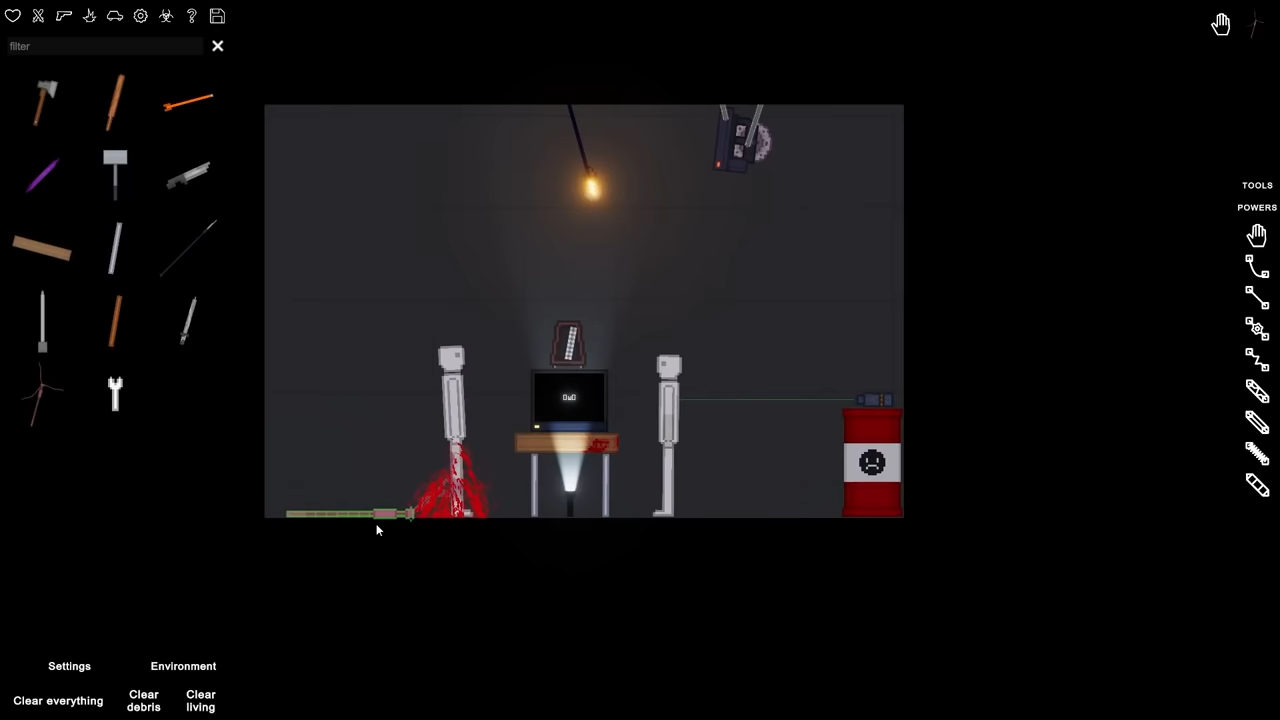 filter
TOOLS
POWERS
OwO
Settings
Environment
Clear everything
Clear debris
Clear living